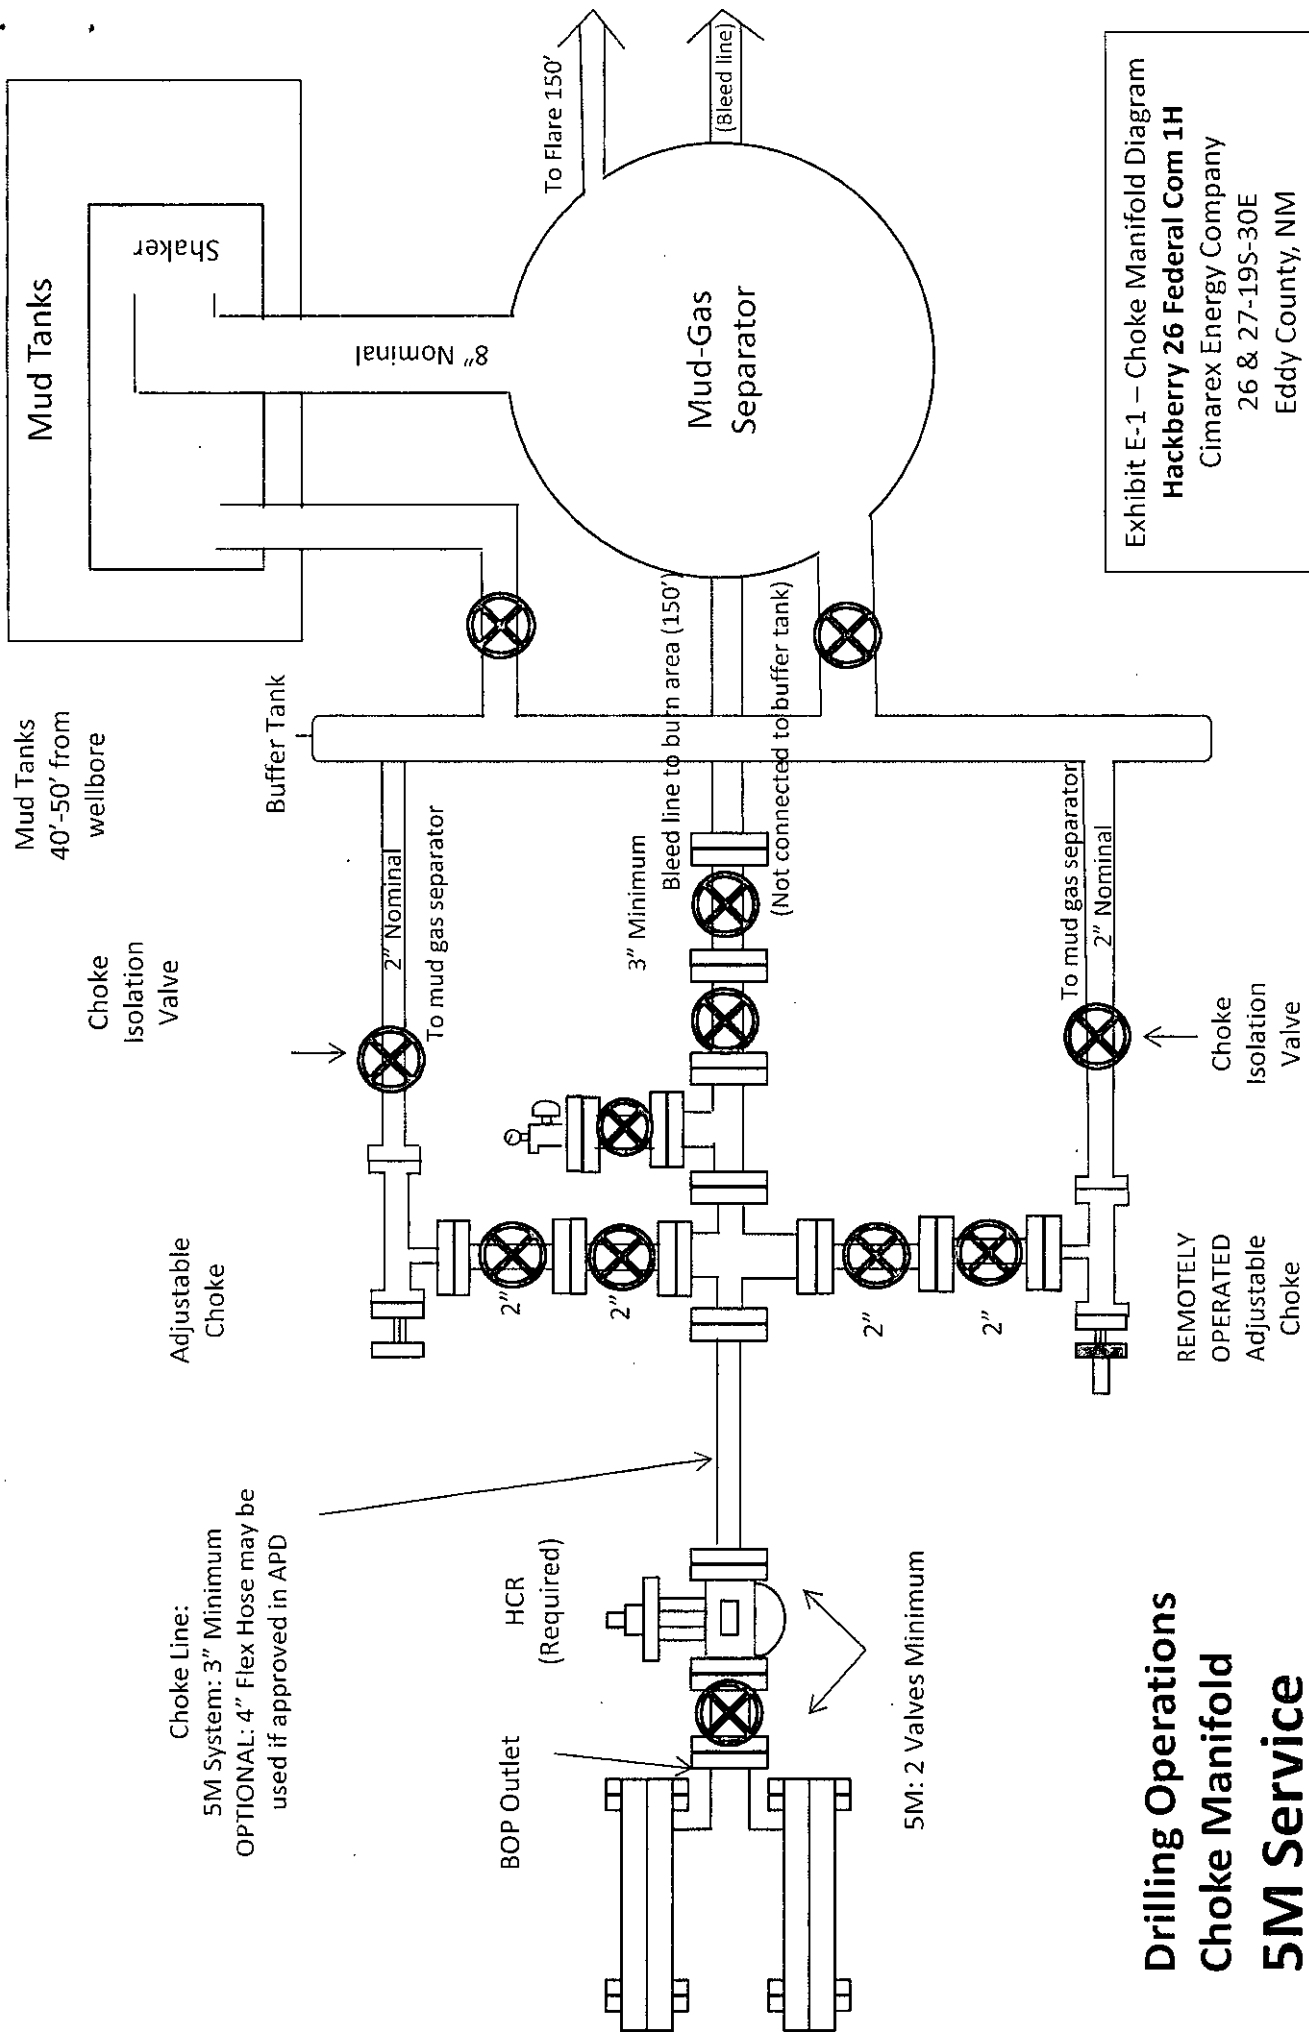 Mud Tanks
Shaker
8" Nominal
To Flare 150'
(Bleed line)
Mud-Gas
Separator
Mud Tanks
40'-50' from
wellbore
Buffer Tank
Bleed line to burn area (150'
(Not connected to buffer tank)
3" Minimum
Choke
Isolation
Valve
2" Nominal
To mud gas separator
To mud gas separator
2" Nominal
Choke
Isolation
Valve
Adjustable
Choke
2"
2"
2"
2"
REMOTELY
OPERATED
Adjustable
Choke
Choke Line:
5M System: 3" Minimum
OPTIONAL: 4" Flex Hose may be
used if approved in APD
HCR
(Required)
BOP Outlet
5M: 2 Valves Minimum
Drilling Operations
Choke Manifold
5M Service
Exhibit E-1 – Choke Manifold Diagram
Hackberry 26 Federal Com 1H
Cimarex Energy Company
26 & 27-19S-30E
Eddy County, NM